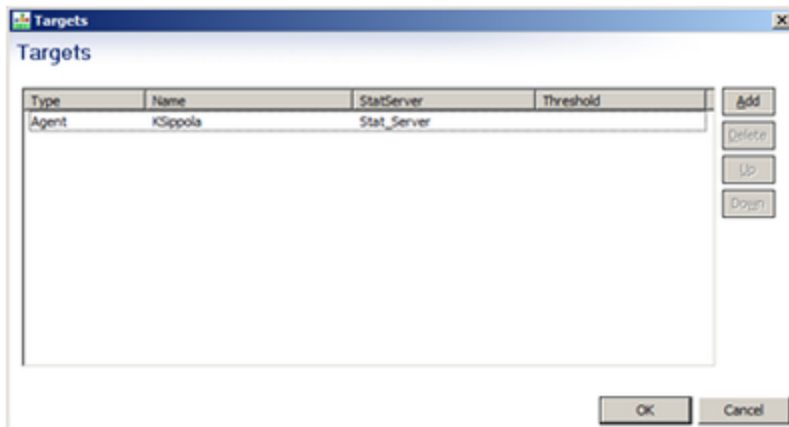 Targets
Targets
Type Name StatServer Threshold
Agent KSippola Stat_Server
Add
Delete
Up
Down
OK Cancel